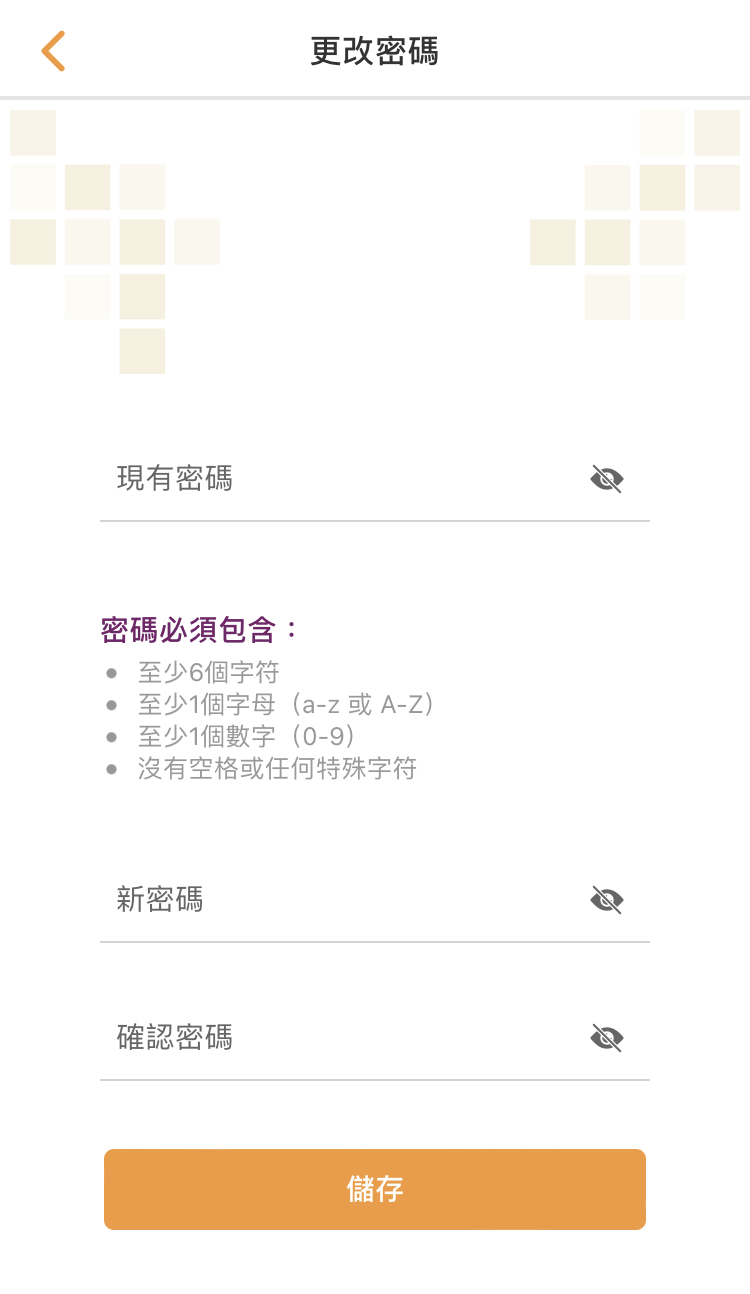 更改密碼
現有密碼
密碼必須包含：
● 至少6個字符
● 至少1個字母（a-z 或 A-Z）
● 至少1個數字（0-9）
● 沒有空格或任何特殊字符
新密碼
確認密碼
儲存